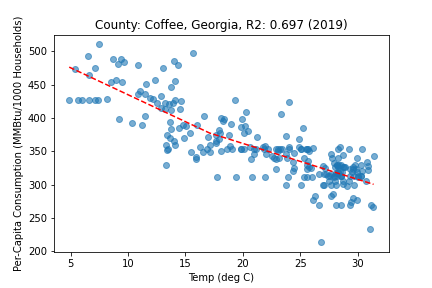 County: Coffee, Georgia, R2: 0.697 (2019)
Per-Capita Consumption (MMBtu/1000 Households)
500
450
400
350
300
250
200
5 10 15 20 25 30
Temp (deg C)